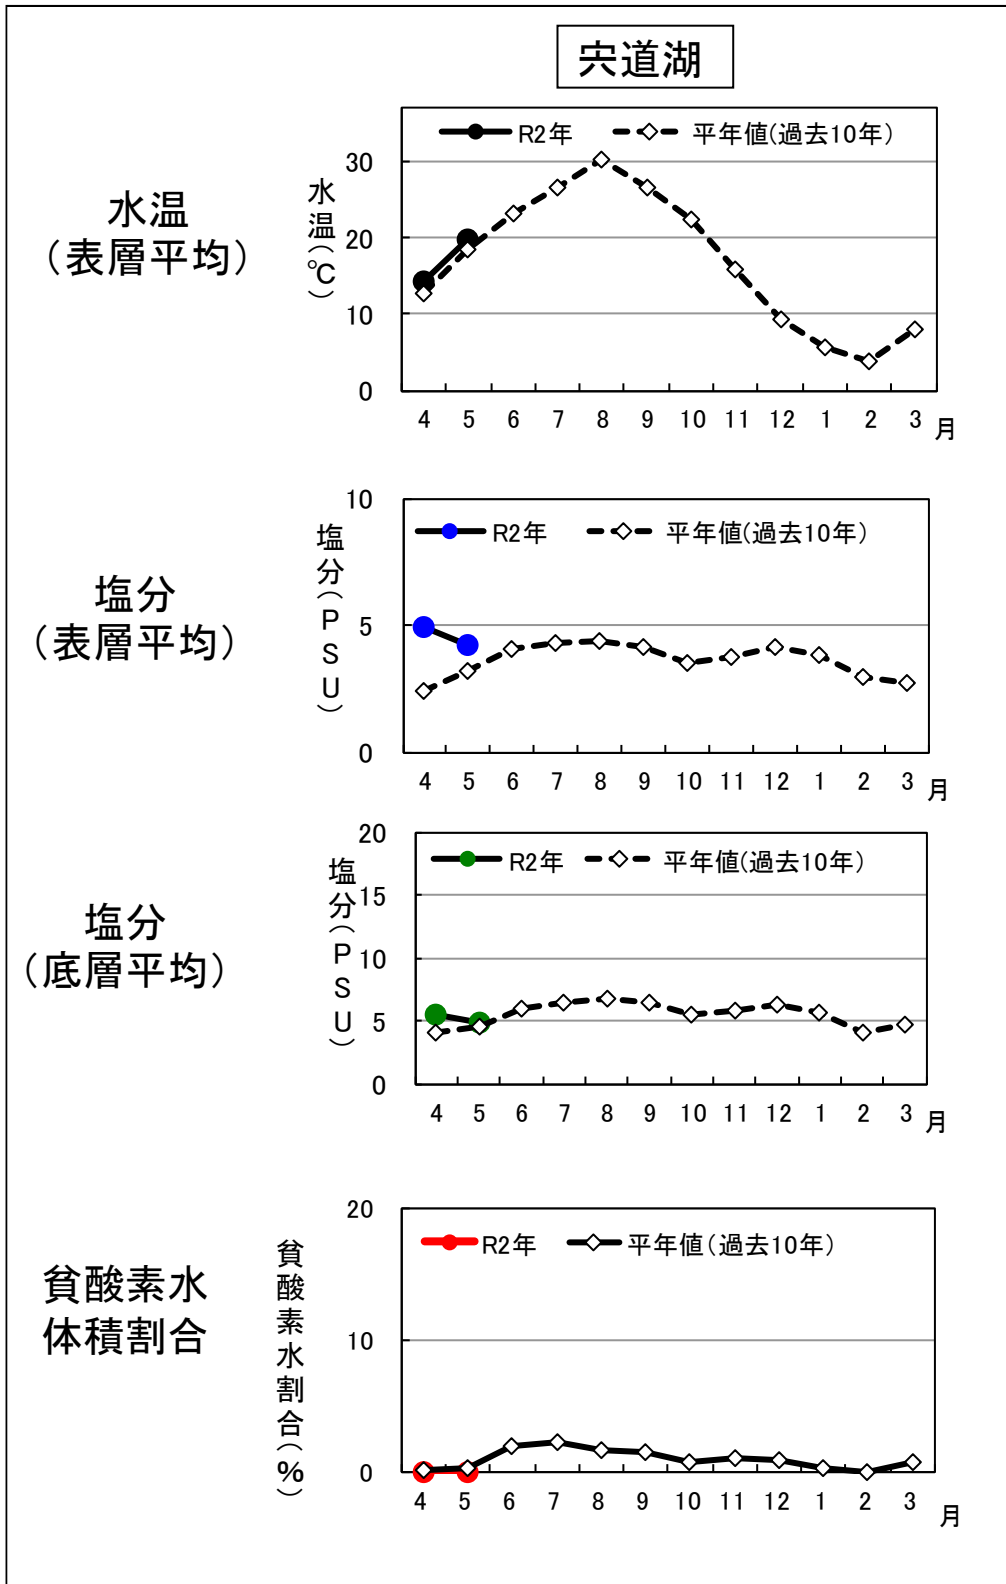 宍道湖
水温
（表層平均）
水温(℃)
R2年
平年値(過去10年)
30
20
10
0
4 5 6 7 8 9 10 11 12 1 2 3 月
塩分
（表層平均）
塩分(PSU)
R2年
平年値(過去10年)
10
5
0
4 5 6 7 8 9 10 11 12 1 2 3 月
塩分
（底層平均）
塩分(PSU)
R2年
平年値(過去10年)
20
15
10
5
0
4 5 6 7 8 9 10 11 12 1 2 3 月
貧酸素水
体積割合
貧酸素水割合(%)
R2年
平年値(過去10年)
20
10
0
4 5 6 7 8 9 10 11 12 1 2 3 月